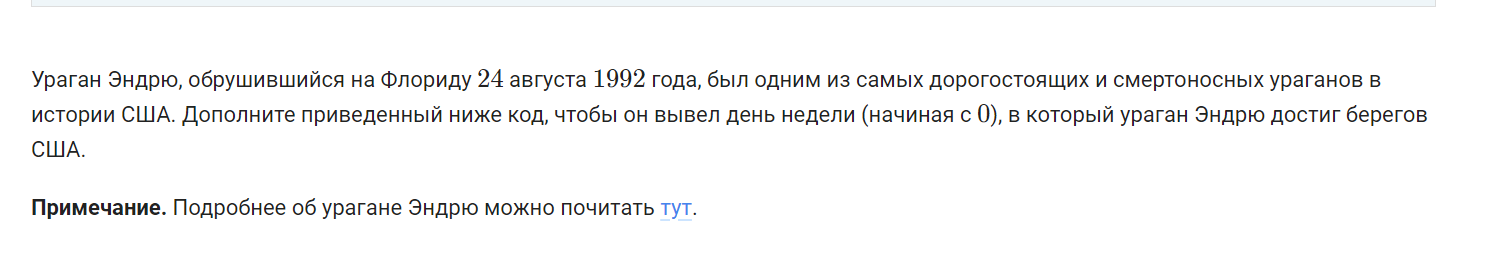 Ураган Эндрю, обрушившийся на Флориду 24 августа 1992 года, был одним из самых дорогостоящих и смертоносных ураганов в
истории США. Дополните приведенный ниже код, чтобы он вывел день недели (начиная с 0), в который ураган Эндрю достиг берегов
США.
Примечание. Подробнее об урагане Эндрю можно почитать тут.